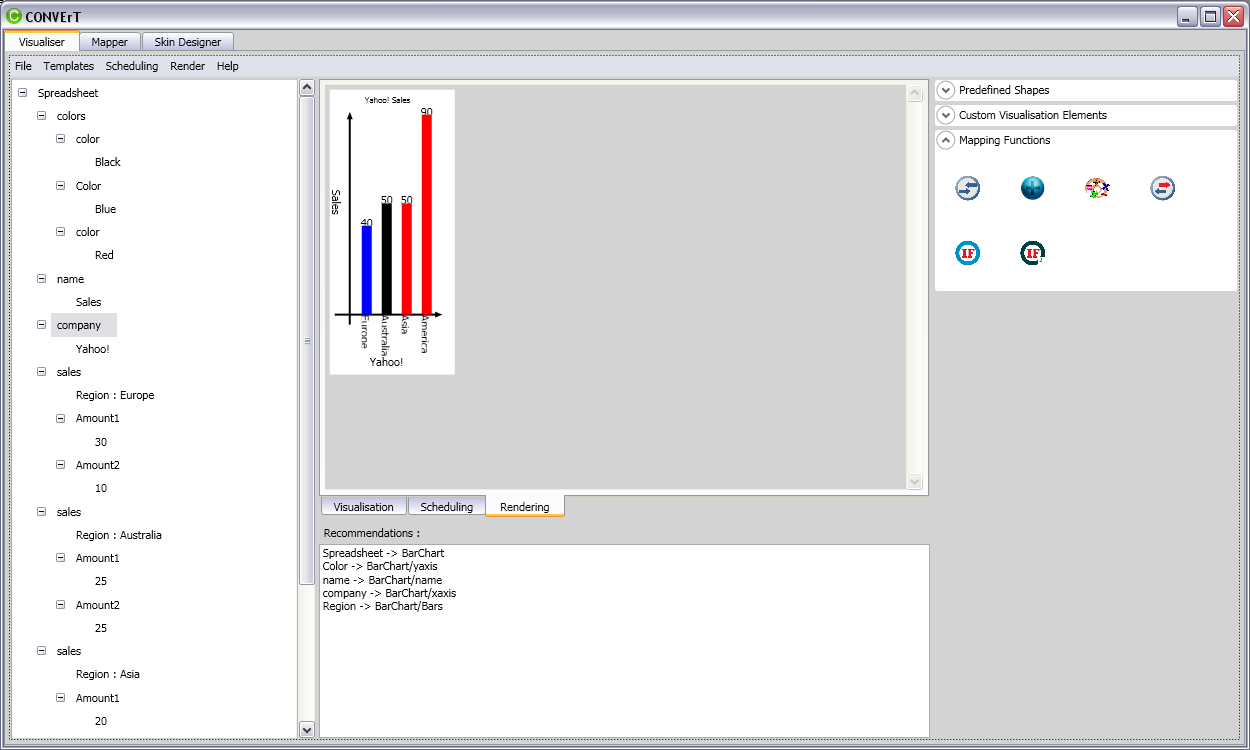 CONVErT
Visualiser Mapper Skin Designer
File Templates Scheduling Render Help
Spreadsheet
colors
color
Black
Color
Blue
color
Red
name
Sales
company
Yahoo!
sales
Region : Europe
Amount1
30
Amount2
10
sales
Region : Australia
Amount1
25
Amount2
25
sales
Region : Asia
Amount1
20
Yahoo! Sales
90
50 50
40
Sales
Europe
Australia
Asia
America
Yahoo!
Visualisation Scheduling Rendering
Recommendations :
Spreadsheet -> BarChart
Color -> BarChart/yaxis
name -> BarChart/name
company -> BarChart/xaxis
Region -> BarChart/Bars
Predefined Shapes
Custom Visualisation Elements
Mapping Functions
IF IF